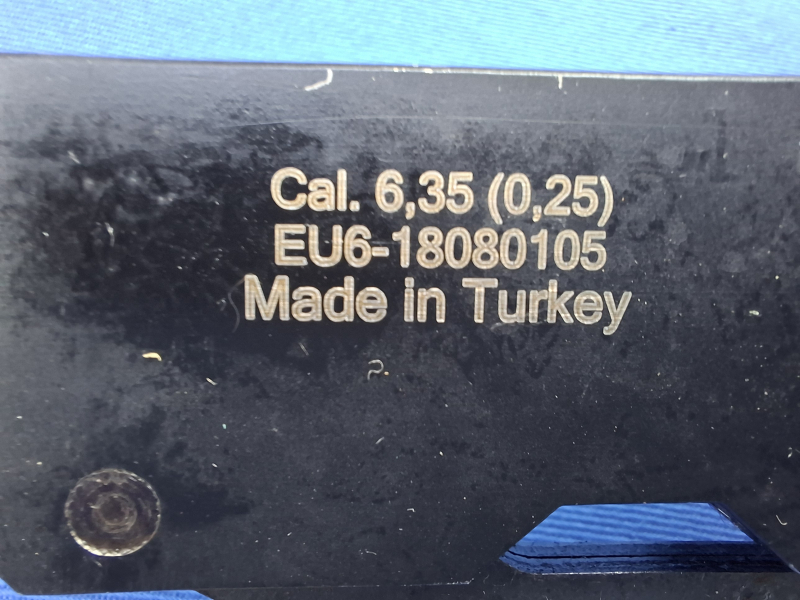 Cal. 6,35 (0,25)
EU6-18080105
Made in Turkey